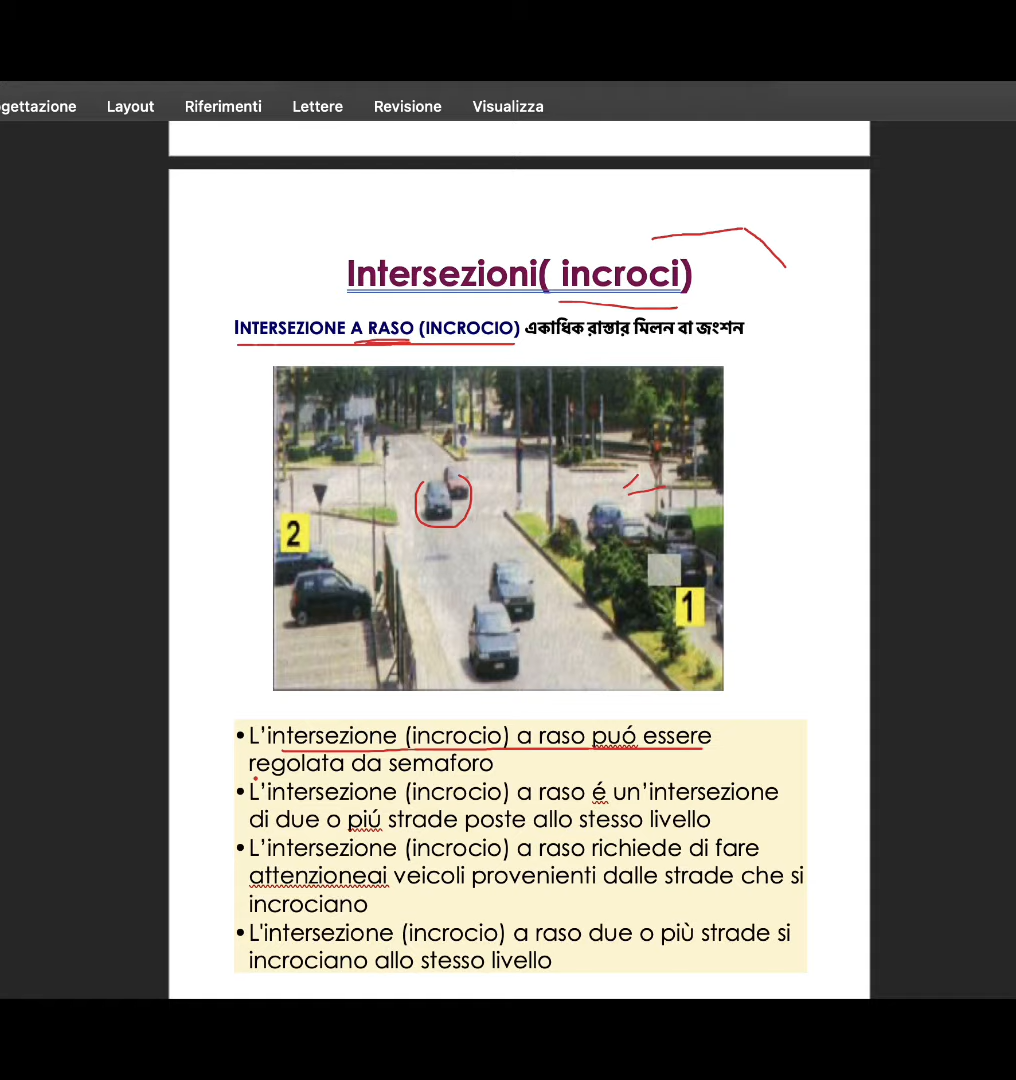 gettazione Layout Riferimenti Lettere Revisione Visualizza
Intersezioni( incroci)
INTERSEZIONE A RASO (INCROCIO) একাধিক রাস্তার মিলন বা জংশন
2
1
•L’intersezione (incrocio) a raso puó essere
regolata da semaforo
•L’intersezione (incrocio) a raso é un’intersezione
di due o piú strade poste allo stesso livello
•L’intersezione (incrocio) a raso richiede di fare
attenzioneai veicoli provenienti dalle strade che si
incrociano
•L'intersezione (incrocio) a raso due o più strade si
incrociano allo stesso livello